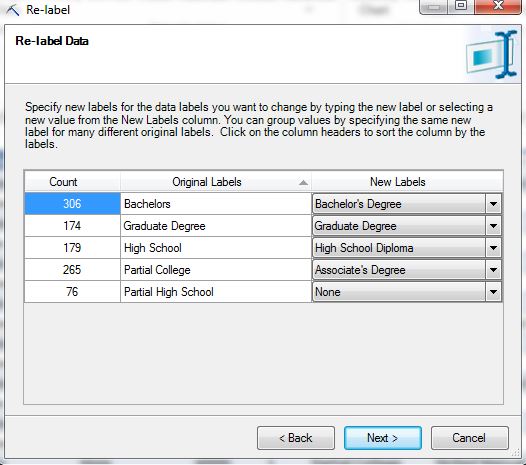 Re-label
Re-label Data
Specify new labels for the data labels you want to change by typing the new label or selecting a
new value from the New Labels column. You can group values by specifying the same new
label for many different original labels.  Click on the column headers to sort the column by the
labels.
Count Original Labels New Labels
306 Bachelors Bachelor's Degree
174 Graduate Degree Graduate Degree
179 High School High School Diploma
265 Partial College Associate's Degree
76 Partial High School None
< Back Next > Cancel